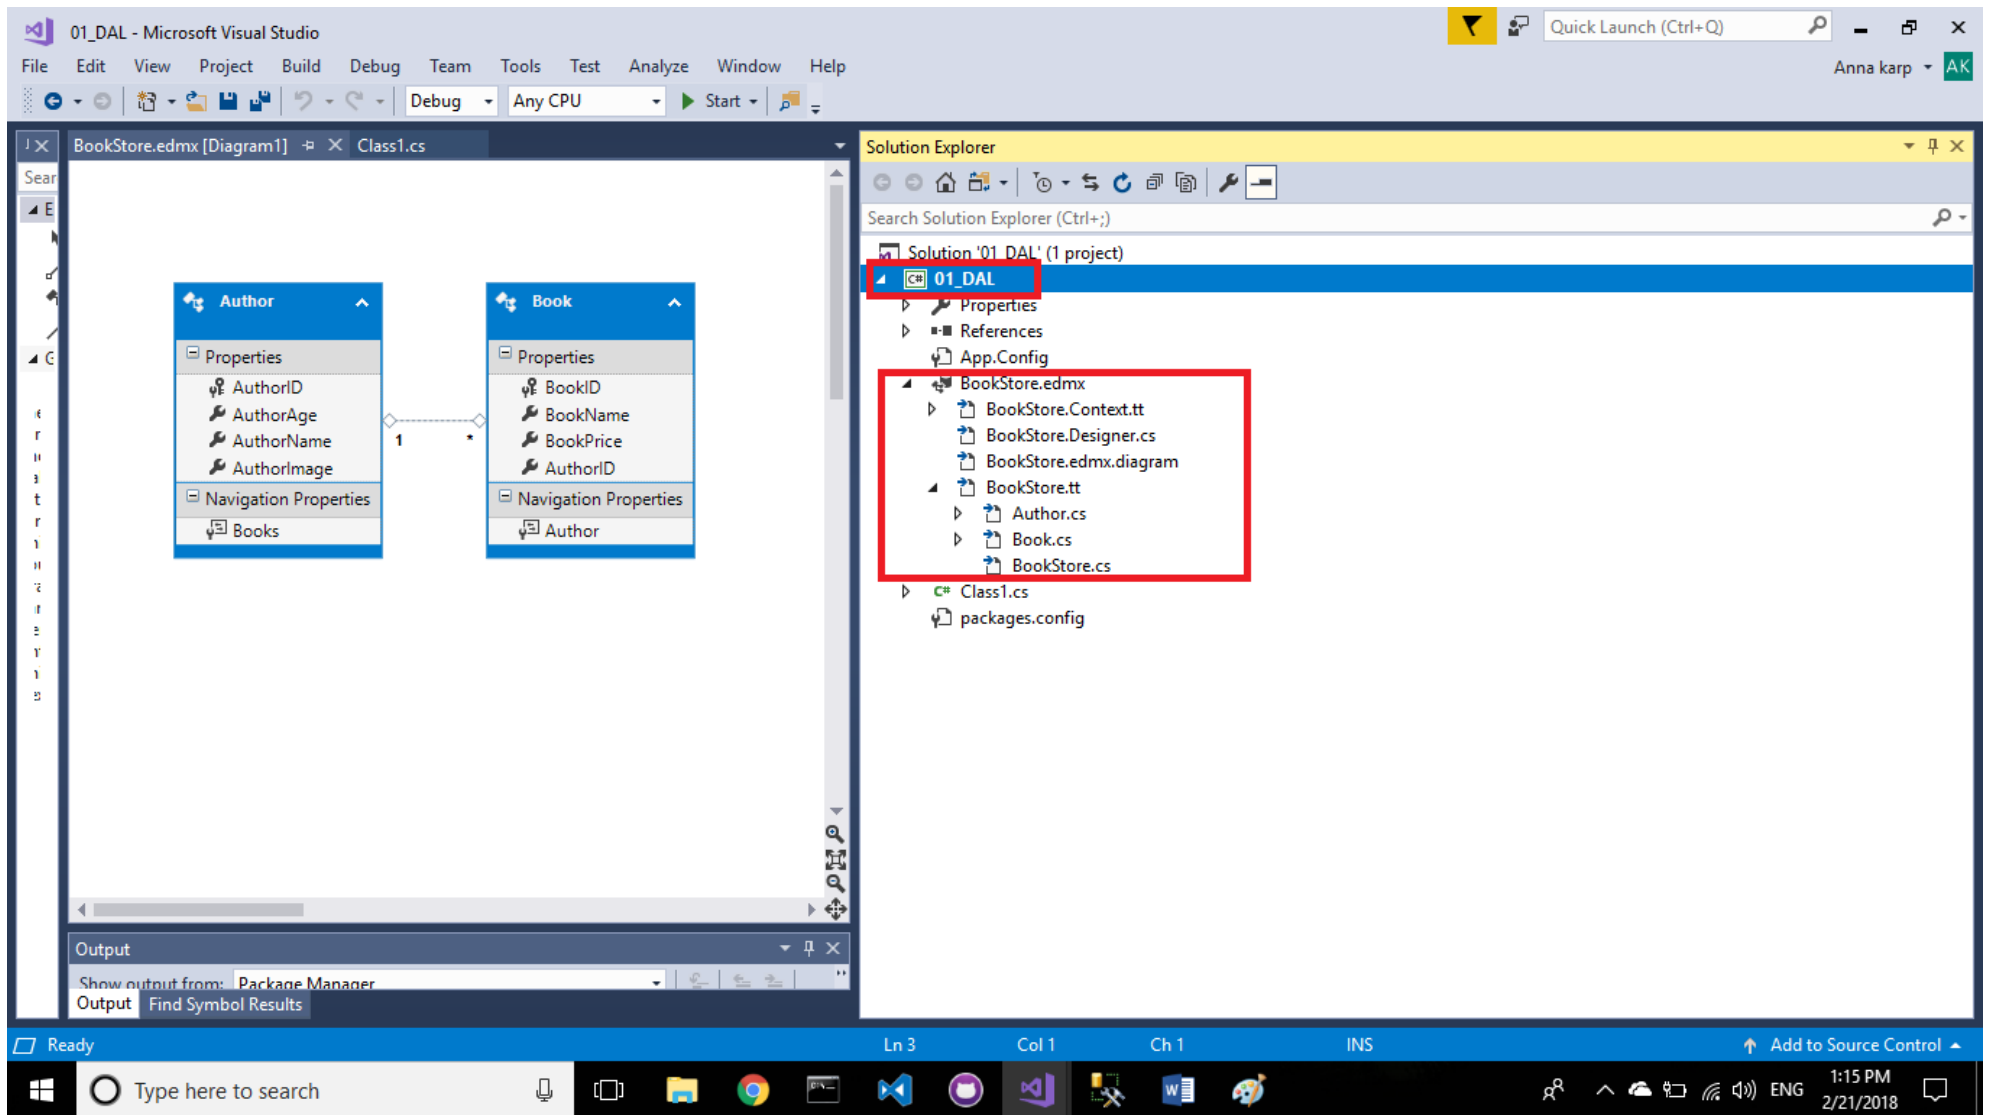 01_DAL - Microsoft Visual Studio
Quick Launch (Ctrl+Q)
File Edit View Project Build Debug Team Tools Test Analyze Window Help
Anna karp AK
Debug Any CPU Start
BookStore.edmx [Diagram1] Class1.cs
Sear
E
G
Author
Properties
AuthorID
AuthorAge
AuthorName
AuthorImage
Navigation Properties
Books
1 *
Book
Properties
BookID
BookName
BookPrice
AuthorID
Navigation Properties
Author
Output
Show output from: Package Manager
Output Find Symbol Results
Solution Explorer
Search Solution Explorer (Ctrl+;)
Solution '01_DAL' (1 project)
C# 01_DAL
Properties
References
App.Config
BookStore.edmx
BookStore.Context.tt
BookStore.Designer.cs
BookStore.edmx.diagram
BookStore.tt
Author.cs
Book.cs
BookStore.cs
C# Class1.cs
packages.config
Ready Ln 3 Col 1 Ch 1 INS Add to Source Control
Type here to search
ENG
1:15 PM
2/21/2018